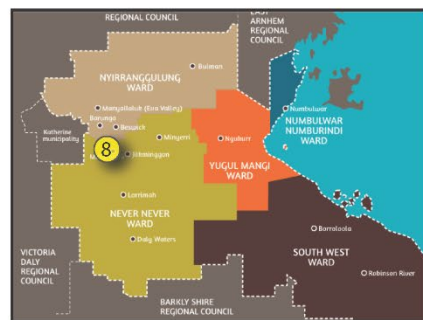 REGIONAL COUNCIL
EAST
ARNHEM
REGIONAL
COUNCIL
Bulman
NYIRRANGGULUNG
WARD
Manyallaluk (Eva Valley)
Barunga
Beswick
Katherine
municipality
Numbulwar
NUMBULWAR
NUMBURINDI
WARD
Minyerri
Ngukurr
8
Jilkminggan
YUGUL MANGI
WARD
Larrimah
NEVER NEVER
WARD
Daly Waters
Borroloola
SOUTH WEST
WARD
Robinson River
VICTORIA
DALY
REGIONAL
COUNCIL
BARKLY SHIRE
REGIONAL COUNCIL